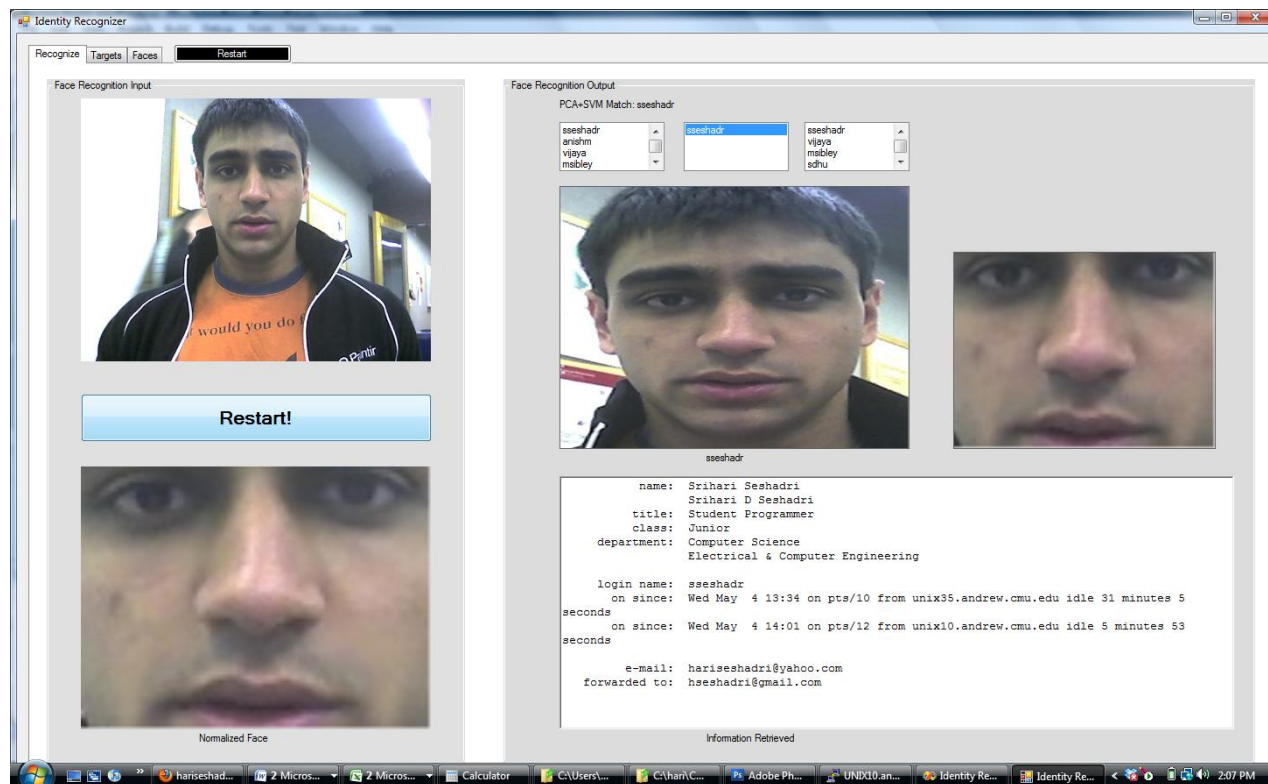 Identity Recognizer
Recognize
Targets
Faces
Restart
Face Recognition Input
would you do
Restart!
Normalized Face
Face Recognition Output
PCA+SVM Match: sseshadr
sseshadr
anishm
vijaya
msibley
sseshadr
sseshadr
vijaya
msibley
sdhu
sseshadr
name: Srihari Seshadri
Srihari D Seshadri
title: Student Programmer
class: Junior
department: Computer Science
Electrical & Computer Engineering
login name: sseshadr
on since: Wed May 4 13:34 on pts/10 from unix35.andrew.cmu.edu idle 31 minutes 5
seconds
on since: Wed May 4 14:01 on pts/12 from unix10.andrew.cmu.edu idle 5 minutes 53
seconds
e-mail: hariseshadri@yahoo.com
forwarded to: hseshadri@gmail.com
Information Retrieved
hariseshad...
2 Micros...
2 Micros...
Calculator
C:\Users\...
C:\hari\C...
Adobe Ph...
UNIX10.an...
Identity Re...
Identity Re...
2:07 PM